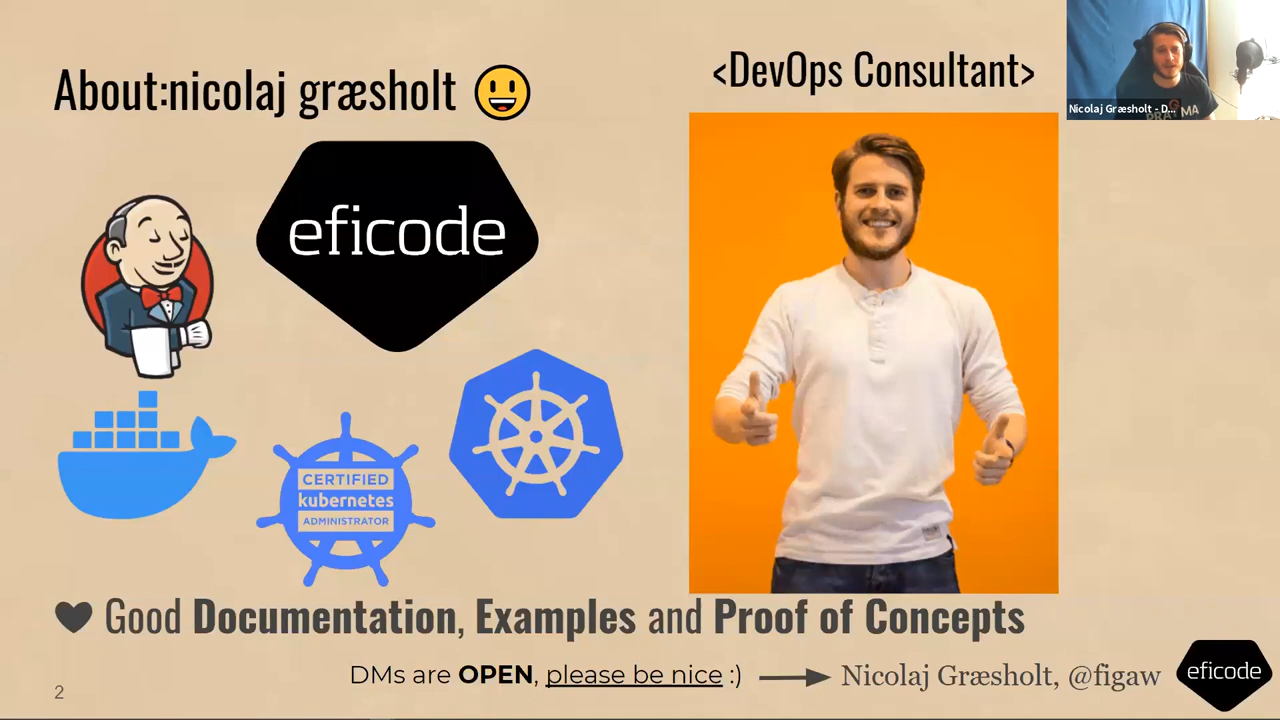 About:nicolaj græsholt 😃
<DevOps Consultant>
Nicolaj Græsholt - D...
eficode
CERTIFIED
kubernetes
ADMINISTRATOR
♥ Good Documentation, Examples and Proof of Concepts
DMs are OPEN, please be nice :)
Nicolaj Græsholt, @figaw
eficode
2